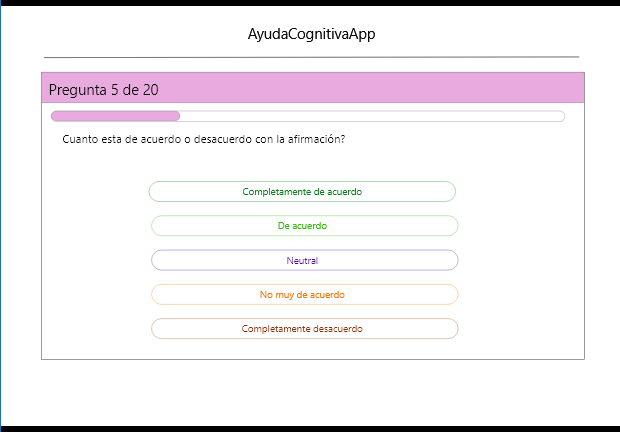 AyudaCognitivaApp
Pregunta 5 de 20
Cuanto esta de acuerdo o desacuerdo con la afirmación?
Completamente de acuerdo
De acuerdo
Neutral
No muy de acuerdo
Completamente desacuerdo